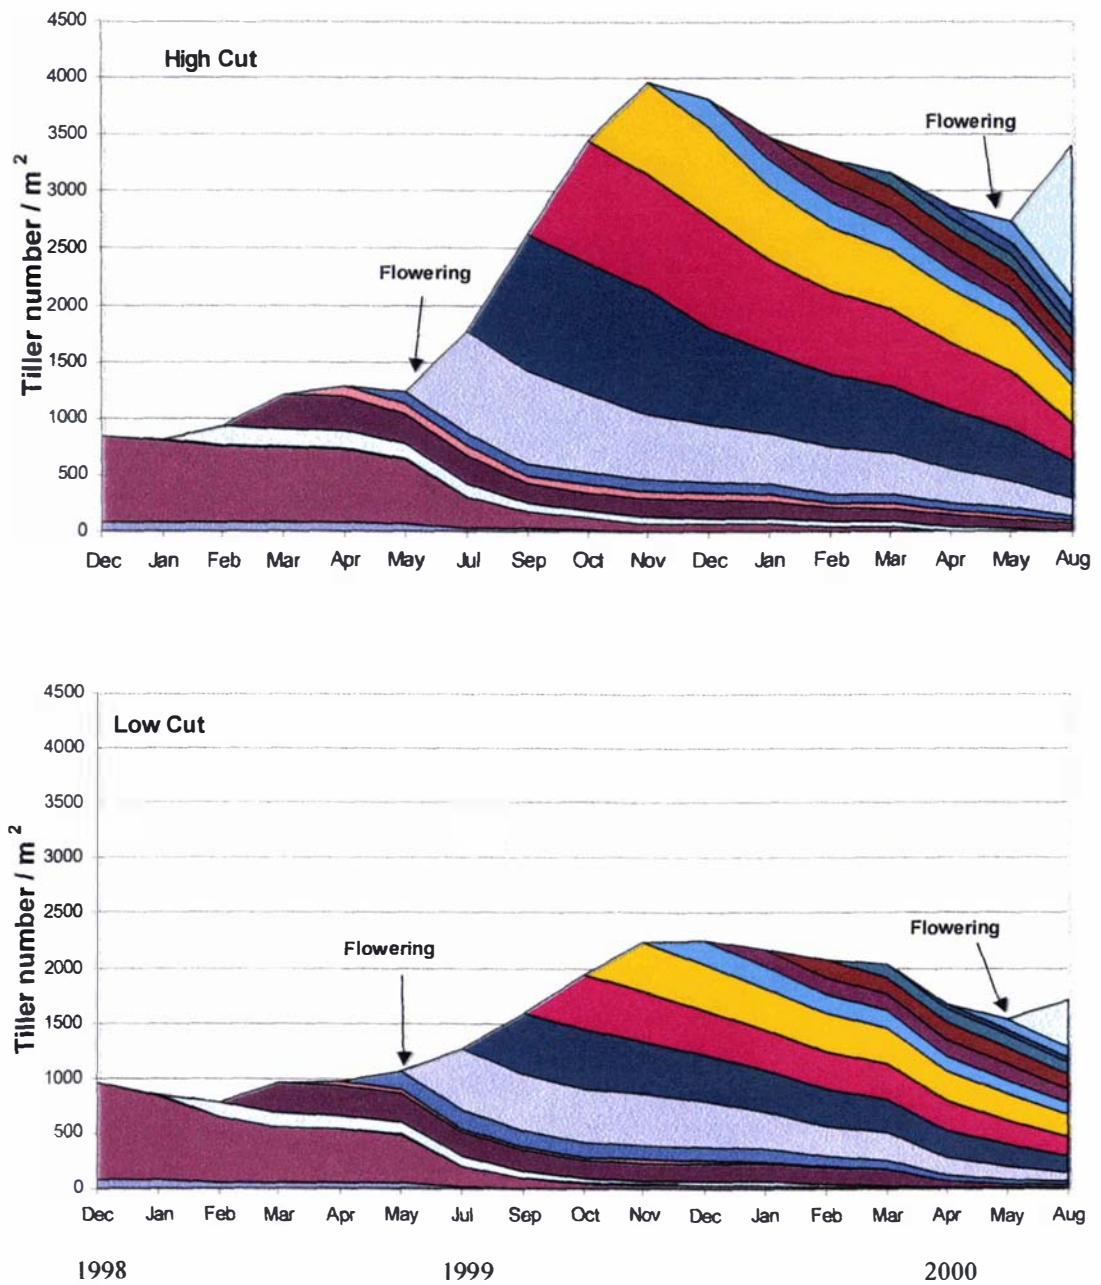 4500
High Cut
4000
3500
Flowering
3000
2500
Flowering
2000
1500
1000
500
0
Tiller number / m 2
Dec Jan Feb Mar Apr May Jul Sep Oct Nov Dec Jan Feb Mar Apr May Aug
4500
Low Cut
4000
3500
3000
2500
Flowering
Flowering
2000
1500
1000
500
0
Tiller number / m 2
Dec Jan Feb Mar Apr May Jul Sep Oct Nov Dec Jan Feb Mar Apr May Aug
1998 1999 2000